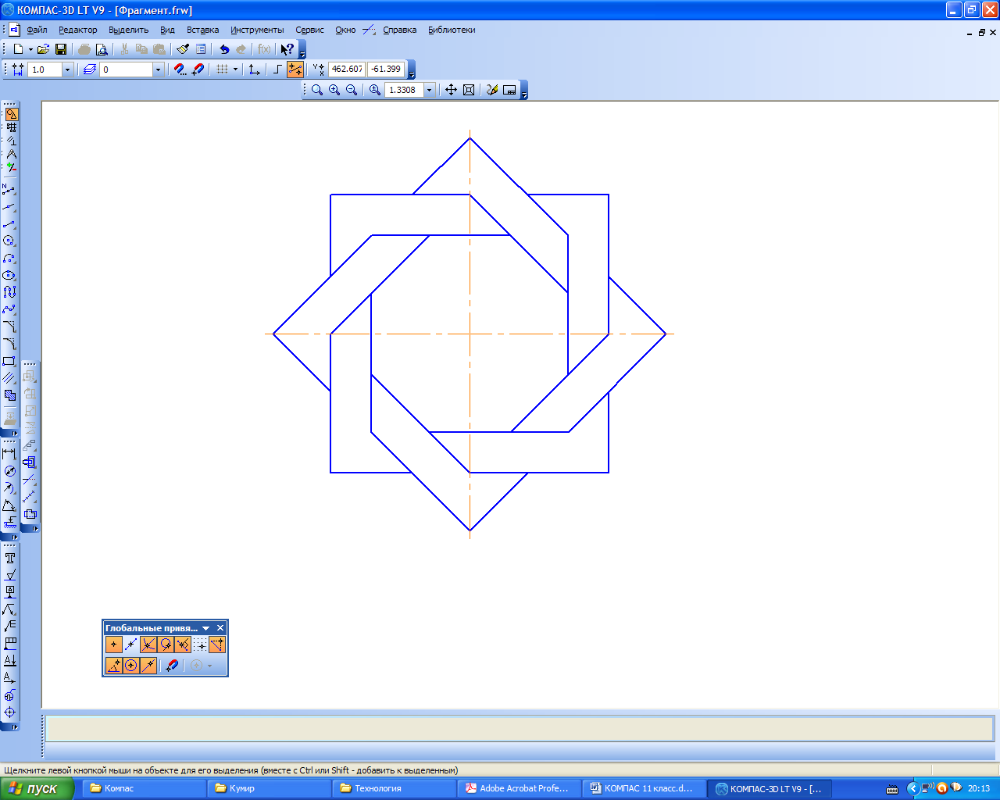 КОМПАС-3D LT V9 - [Фрагмент.frw]
Файл Редактор Выделить Вид Вставка Инструменты Сервис Окно Справка Библиотеки
f(x)
1.0 0 462.607 -61.399
1.3308
Глобальные привя...
Щелкните левой кнопкой мыши на объекте для его выделения (вместе с Ctrl или Shift - добавить к выделенным)
пуск Компас Кумир Технология Adobe Acrobat Profe... КОМПАС 11 класс.d... КОМПАС-3D LT V9 - [... 20:13